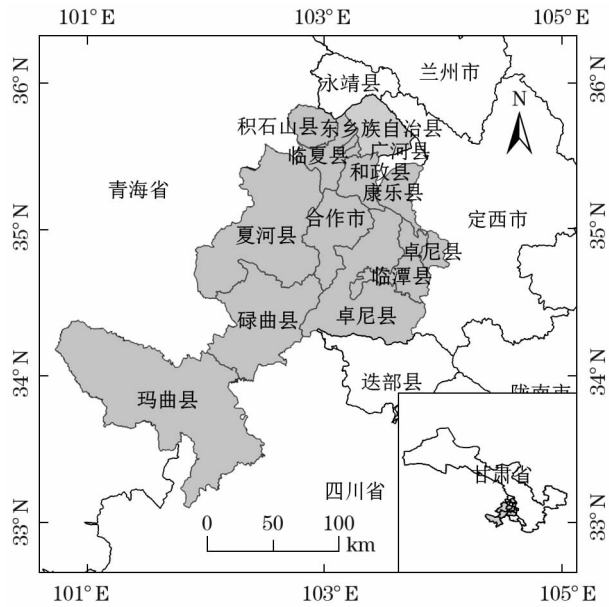 101°E
103°E
105°E
36°N
36°N
兰州市
永靖县
N
积石山县
东乡族自治县
临夏县
广河县
和政县
青海省
康乐县
合作市
定西市
35°N
35°N
夏河县
卓尼县
临潭县
碌曲县
卓尼县
34°N
34°N
迭部县
陇南市
玛曲县
甘肃省
四川省
33°N
33°N
0
50
100
km
101°E
103°E
105°E